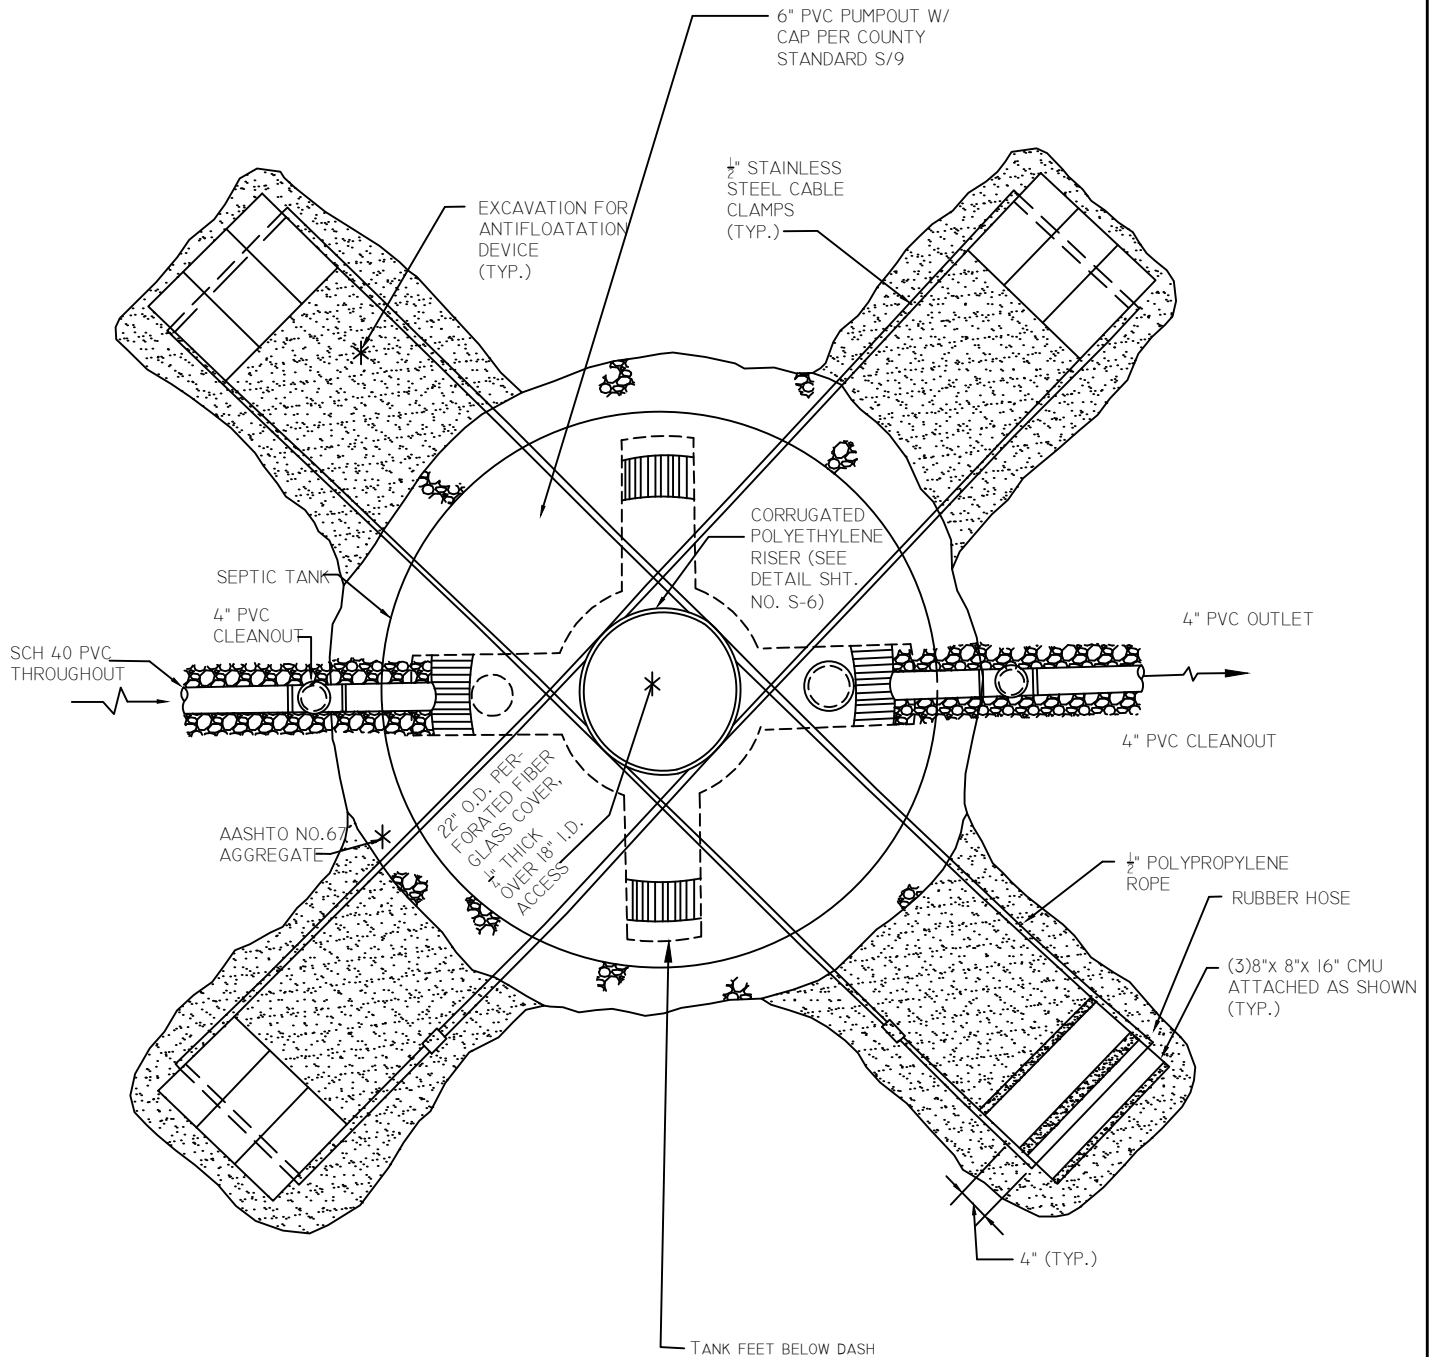 6" PVC PUMPOUT W/
CAP PER COUNTY
STANDARD S/9
½" STAINLESS
STEEL CABLE
CLAMPS
(TYP.)
EXCAVATION FOR
ANTIFLOATATION
DEVICE
(TYP.)
CORRUGATED
POLYETHYLENE
RISER (SEE
DETAIL SHT.
NO. S-6)
SEPTIC TANK
4" PVC
CLEANOUT
SCH 40 PVC
THROUGHOUT
4" PVC OUTLET
4" PVC CLEANOUT
22" O.D. PER-
FORATED FIBER
GLASS COVER,
¼" THICK
OVER 18" I.D.
ACCESS
AASHTO NO.67
AGGREGATE
½" POLYPROPYLENE
ROPE
RUBBER HOSE
(3)8"x 8"x 16" CMU
ATTACHED AS SHOWN
(TYP.)
4" (TYP.)
TANK FEET BELOW DASH